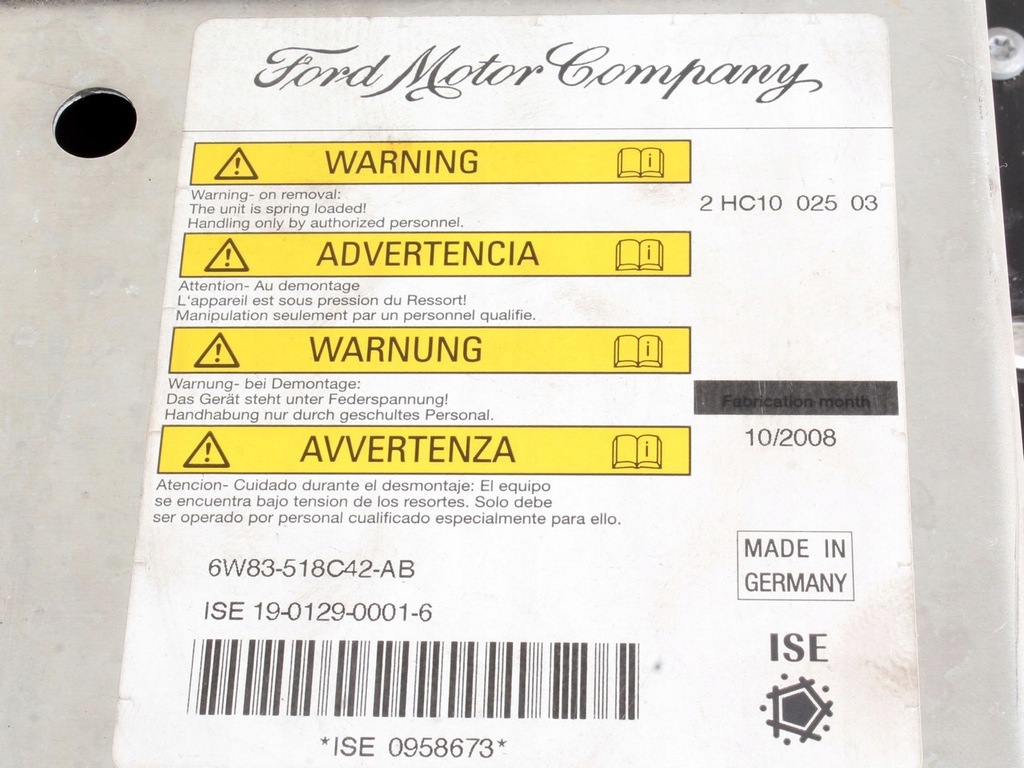 Ford Motor Company
WARNING
Warning- on removal:
The unit is spring loaded!
Handling only by authorized personnel.
2 HC10 025 03
ADVERTENCIA
Attention- Au demontage
L'appareil est sous pression du Ressort!
Manipulation seulement par un personnel qualifie.
WARNUNG
Warnung- bei Demontage:
Das Gerät steht unter Federspannung!
Handhabung nur durch geschultes Personal.
Fabrication month
10/2008
AVVERTENZA
Atencion- Cuidado durante el desmontaje: El equipo
se encuentra bajo tension de los resortes. Solo debe
ser operado por personal cualificado especialmente para ello.
6W83-518C42-AB
ISE 19-0129-0001-6
MADE IN
GERMANY
ISE
*ISE 0958673*